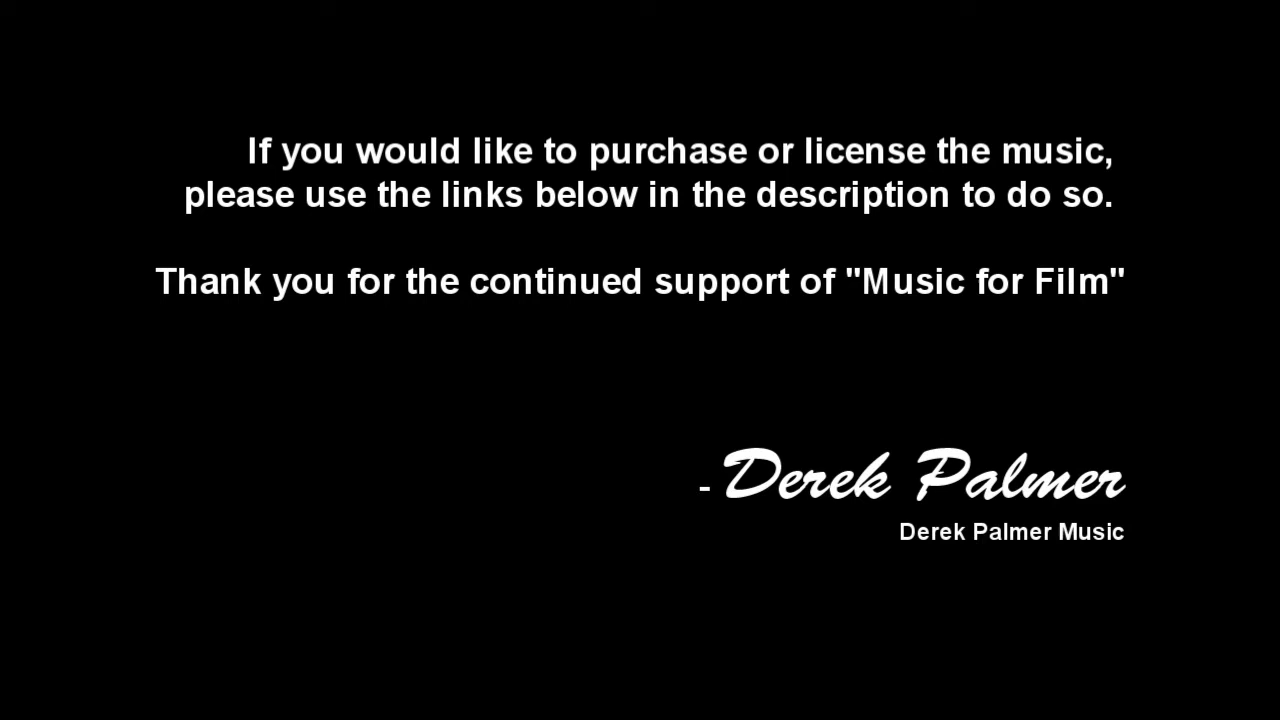 If you would like to purchase or license the music,
please use the links below in the description to do so.
Thank you for the continued support of "Music for Film"
- Derek Palmer
Derek Palmer Music